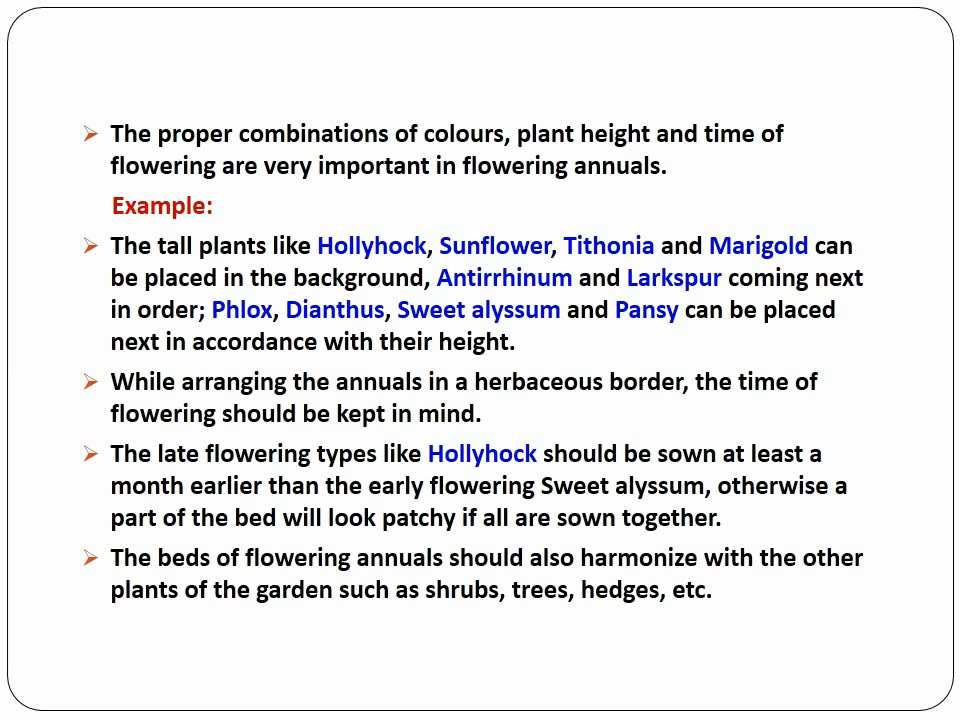 The proper combinations of colours, plant height and time of
flowering are very important in flowering annuals.
Example:
The tall plants like Hollyhock, Sunflower, Tithonia and Marigold can
be placed in the background, Antirrhinum and Larkspur coming next
in order; Phlox, Dianthus, Sweet alyssum and Pansy can be placed
next in accordance with their height.
While arranging the annuals in a herbaceous border, the time of
flowering should be kept in mind.
The late flowering types like Hollyhock should be sown at least a
month earlier than the early flowering Sweet alyssum, otherwise a
part of the bed will look patchy if all are sown together.
The beds of flowering annuals should also harmonize with the other
plants of the garden such as shrubs, trees, hedges, etc.